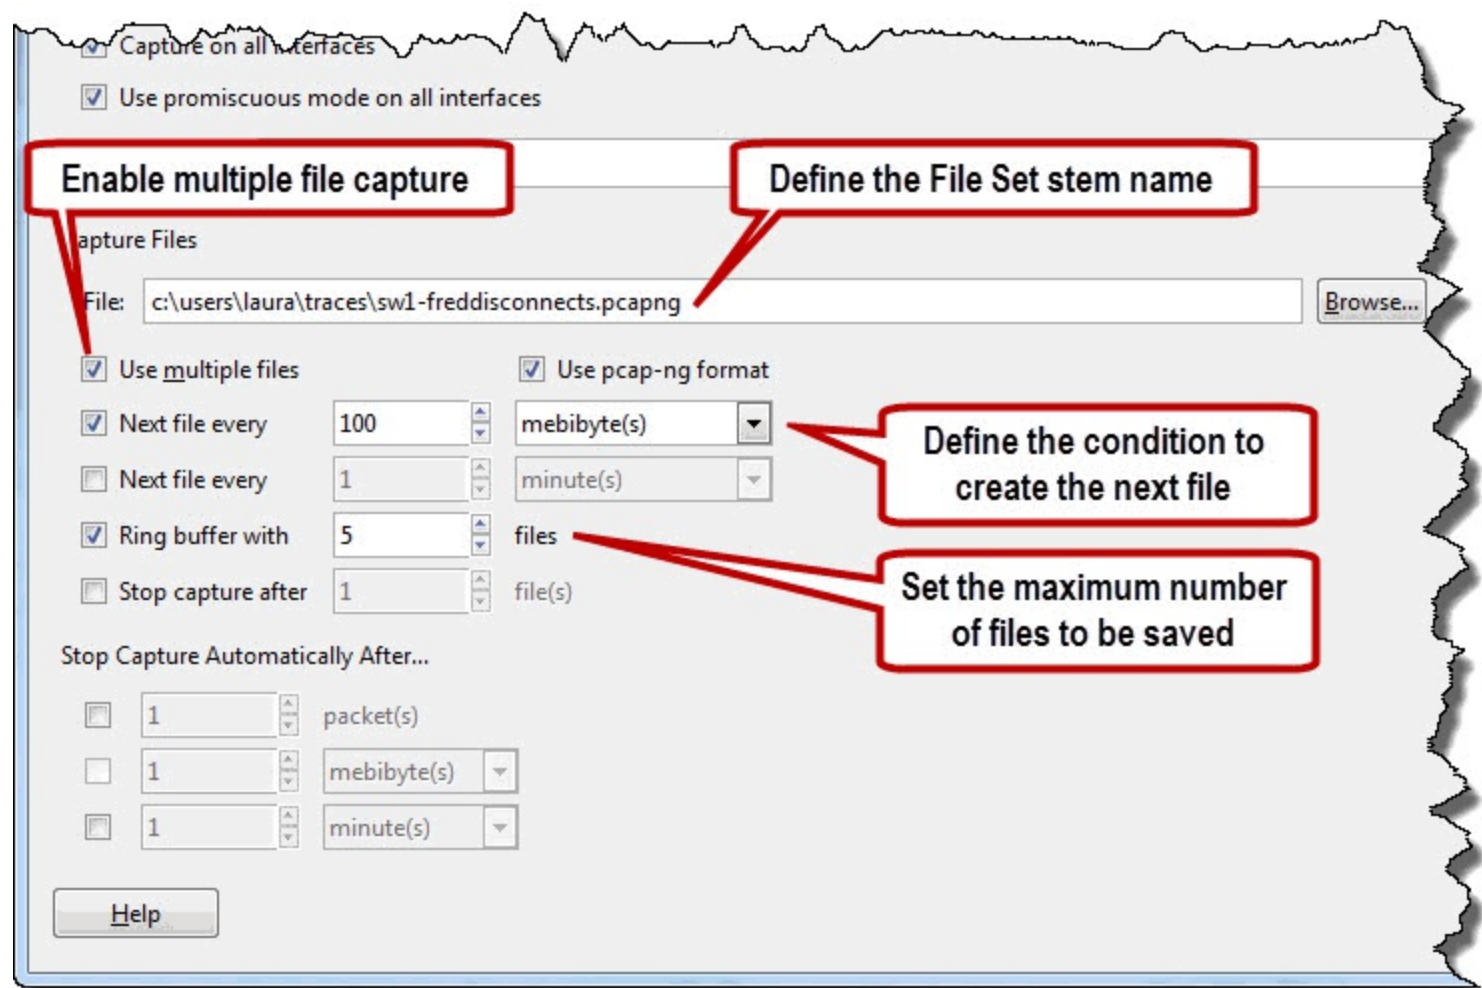 Capture on all interfaces
Use promiscuous mode on all interfaces
Enable multiple file capture
Define the File Set stem name
apture Files
File: c:\users\laura\traces\sw1-freddisconnects.pcapng Browse...
Use multiple files Use pcap-ng format
Next file every 100 mebibyte(s)
Define the condition to
create the next file
Next file every 1 minute(s)
Ring buffer with 5 files
Set the maximum number
of files to be saved
Stop capture after 1 file(s)
Stop Capture Automatically After...
1 packet(s)
1 mebibyte(s)
1 minute(s)
Help